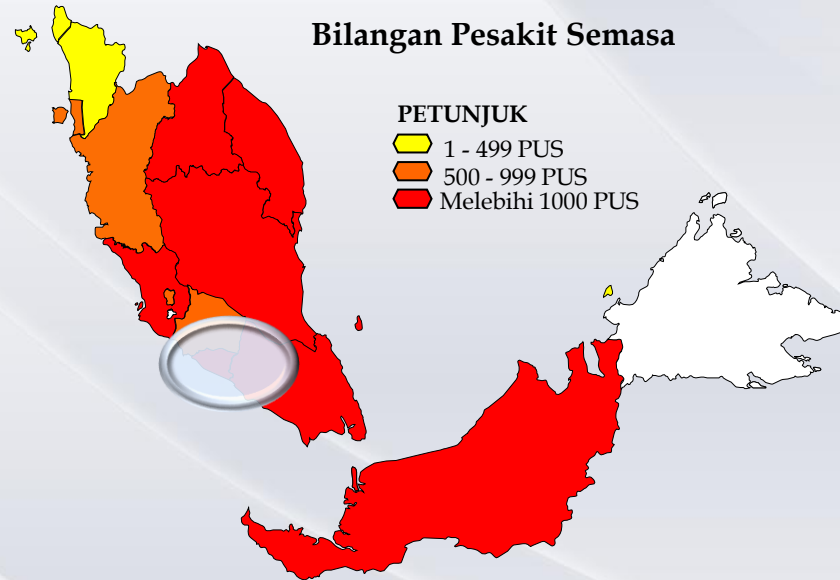 Bilangan Pesakit Semasa
PETUNJUK
1 - 499 PUS
500 - 999 PUS
Melebihi 1000 PUS